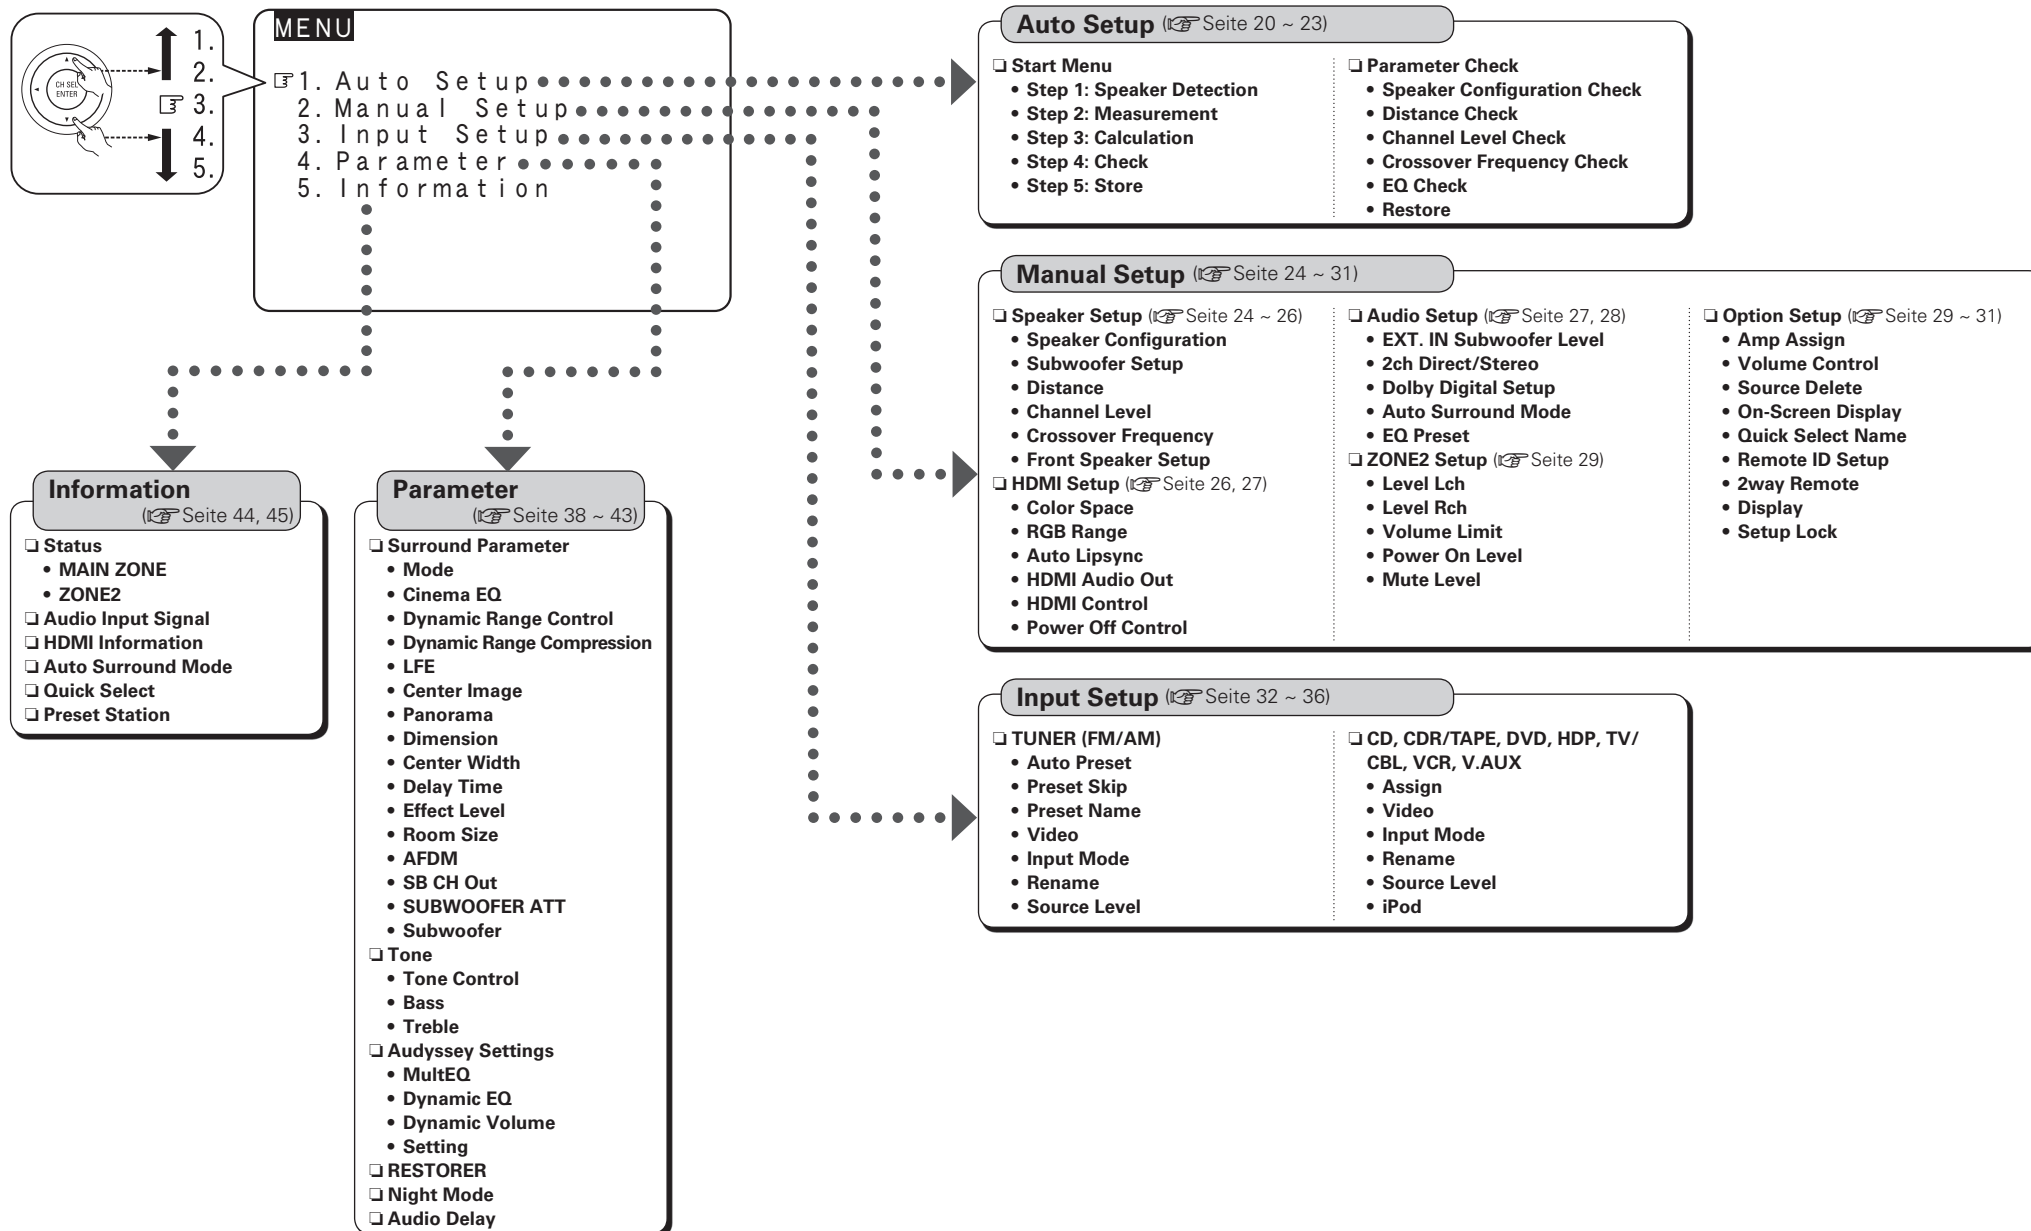 1.
2.
3.
4.
5.
CH SEL
ENTER
MENU
☞1. Auto Setup
2. Manual Setup
3. Input Setup
4. Parameter
5. Information
Auto Setup (☞ Seite 20 ~ 23)
❏ Start Menu
• Step 1: Speaker Detection
• Step 2: Measurement
• Step 3: Calculation
• Step 4: Check
• Step 5: Store
❏ Parameter Check
• Speaker Configuration Check
• Distance Check
• Channel Level Check
• Crossover Frequency Check
• EQ Check
• Restore
Manual Setup (☞ Seite 24 ~ 31)
❏ Speaker Setup (☞ Seite 24 ~ 26)
• Speaker Configuration
• Subwoofer Setup
• Distance
• Channel Level
• Crossover Frequency
• Front Speaker Setup
❏ HDMI Setup (☞ Seite 26, 27)
• Color Space
• RGB Range
• Auto Lipsync
• HDMI Audio Out
• HDMI Control
• Power Off Control
❏ Audio Setup (☞ Seite 27, 28)
• EXT. IN Subwoofer Level
• 2ch Direct/Stereo
• Dolby Digital Setup
• Auto Surround Mode
• EQ Preset
❏ ZONE2 Setup (☞ Seite 29)
• Level Lch
• Level Rch
• Volume Limit
• Power On Level
• Mute Level
❏ Option Setup (☞ Seite 29 ~ 31)
• Amp Assign
• Volume Control
• Source Delete
• On-Screen Display
• Quick Select Name
• Remote ID Setup
• 2way Remote
• Display
• Setup Lock
Information
(☞ Seite 44, 45)
❏ Status
• MAIN ZONE
• ZONE2
❏ Audio Input Signal
❏ HDMI Information
❏ Auto Surround Mode
❏ Quick Select
❏ Preset Station
Parameter
(☞ Seite 38 ~ 43)
❏ Surround Parameter
• Mode
• Cinema EQ
• Dynamic Range Control
• Dynamic Range Compression
• LFE
• Center Image
• Panorama
• Dimension
• Center Width
• Delay Time
• Effect Level
• Room Size
• AFDM
• SB CH Out
• SUBWOOFER ATT
• Subwoofer
❏ Tone
• Tone Control
• Bass
• Treble
❏ Audyssey Settings
• MultEQ
• Dynamic EQ
• Dynamic Volume
• Setting
❏ RESTORER
❏ Night Mode
❏ Audio Delay
Input Setup (☞ Seite 32 ~ 36)
❏ TUNER (FM/AM)
• Auto Preset
• Preset Skip
• Preset Name
• Video
• Input Mode
• Rename
• Source Level
❏ CD, CDR/TAPE, DVD, HDP, TV/
CBL, VCR, V.AUX
• Assign
• Video
• Input Mode
• Rename
• Source Level
• iPod